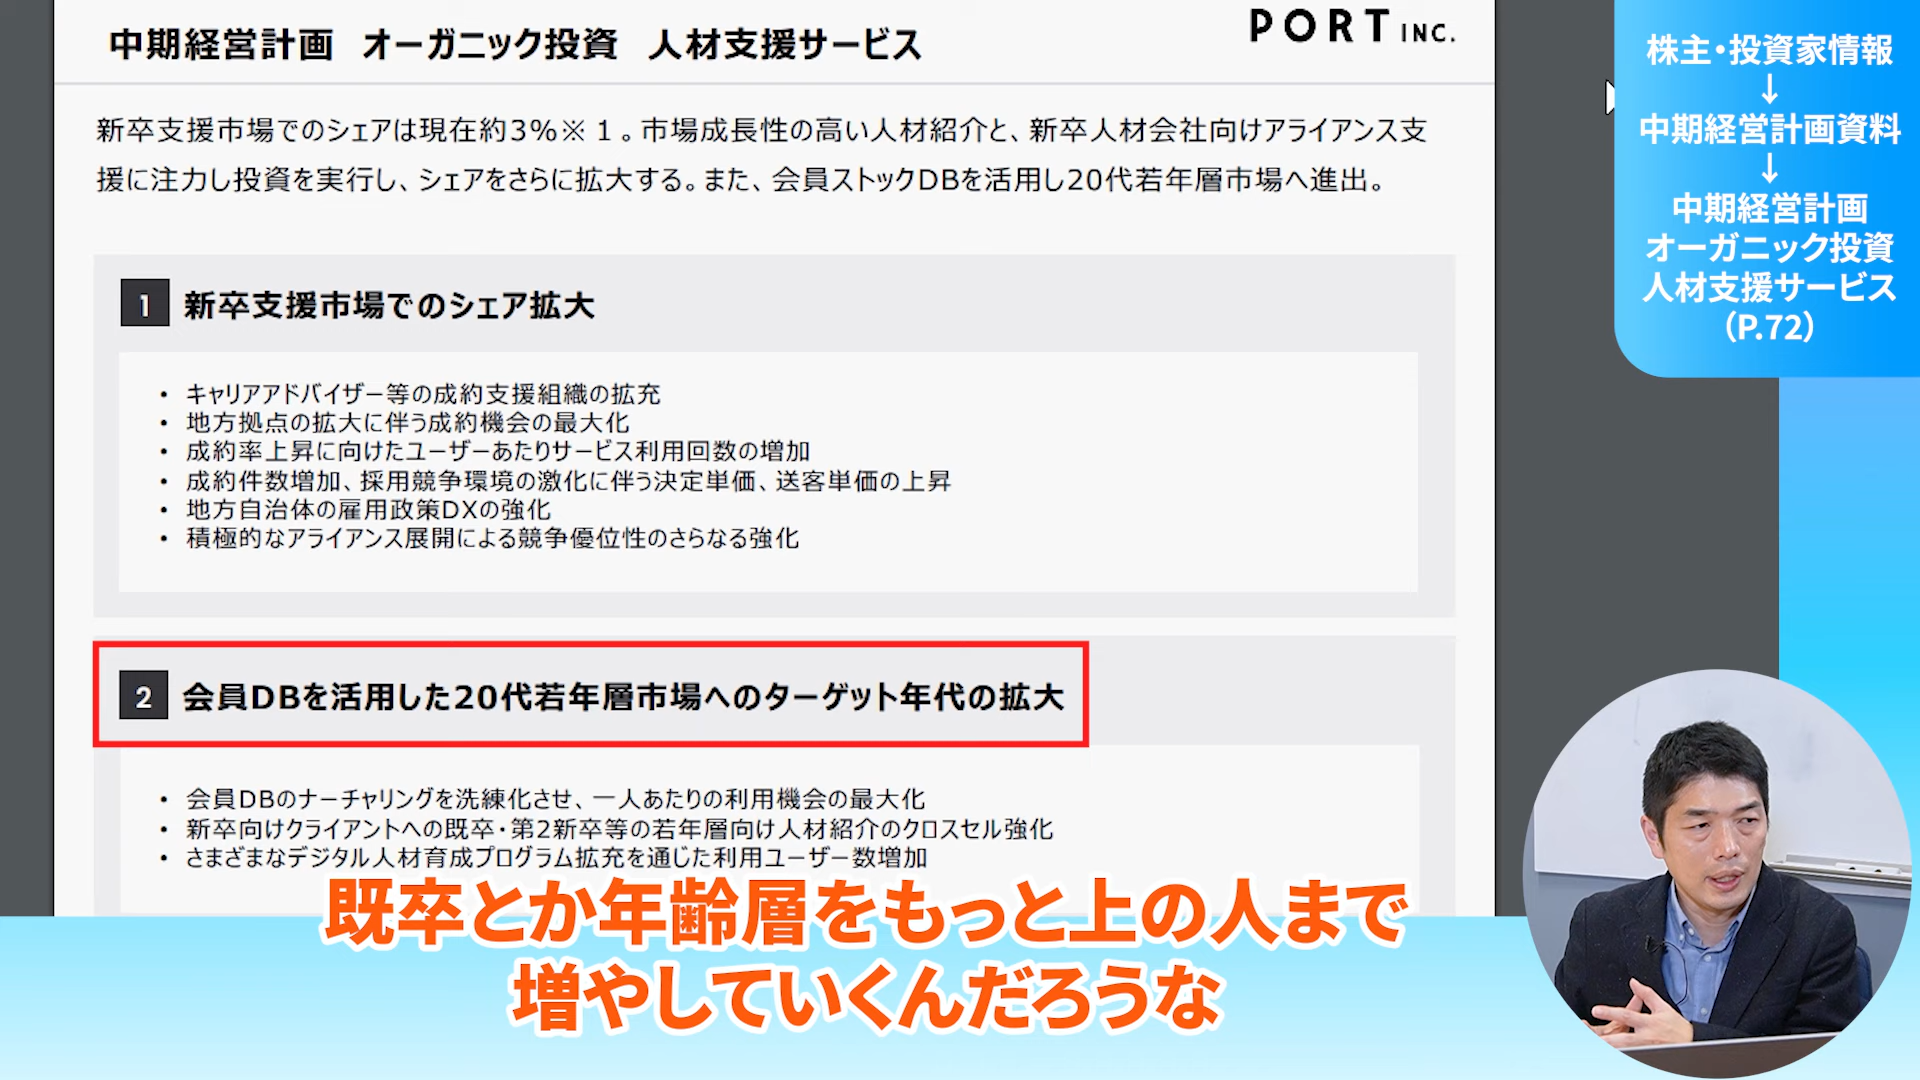 中期経営計画 オーガニック投資 人材支援サービス
PORT INC.
新卒支援市場でのシェアは現在約3%※1。市場成長性の高い人材紹介と、新卒人材会社向けアライアンス支
援に注力し投資を実行し、シェアをさらに拡大する。また、会員ストックDBを活用し20代若年層市場へ進出。
1 新卒支援市場でのシェア拡大
• キャリアアドバイザー等の成約支援組織の拡充
• 地方拠点の拡大に伴う成約機会の最大化
• 成約率上昇に向けたユーザーあたりサービス利用回数の増加
• 成約件数増加、採用競争環境の激化に伴う決定単価、送客単価の上昇
• 地方自治体の雇用政策DXの強化
• 積極的なアライアンス展開による競争優位性のさらなる強化
2 会員DBを活用した20代若年層市場へのターゲット年代の拡大
• 会員DBのナーチャリングを洗練化させ、一人あたりの利用機会の最大化
• 新卒向けクライアントへの既卒・第2新卒等の若年層向け人材紹介のクロスセル強化
• さまざまなデジタル人材育成プログラム拡充を通じた利用ユーザー数増加
既卒とか年齢層をもっと上の人まで
増やしていくんだろうな
株主・投資家情報
↓
中期経営計画資料
↓
中期経営計画
オーガニック投資
人材支援サービス
（P.72）